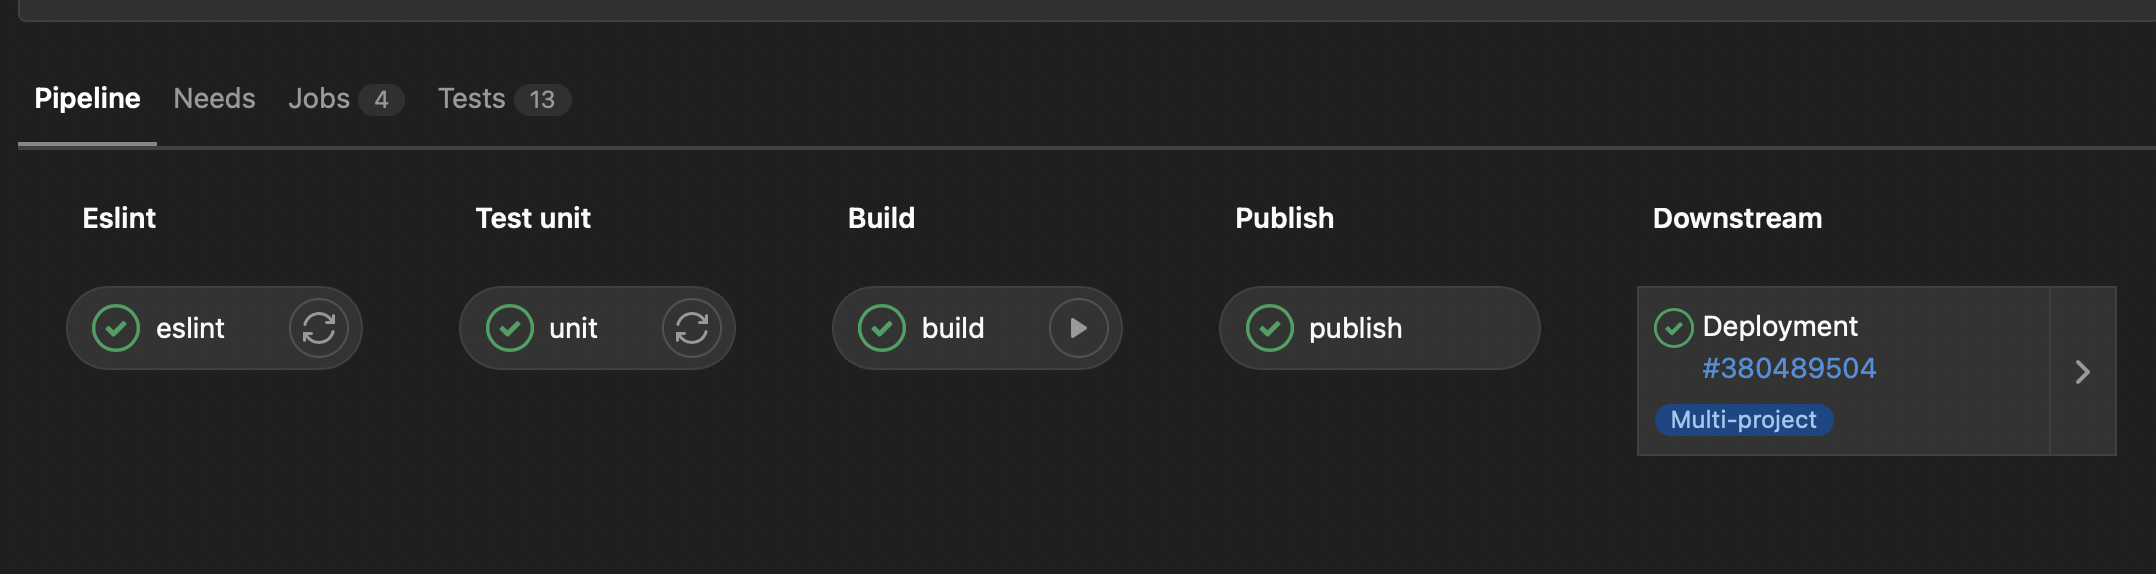 Pipeline Needs Jobs 4 Tests 13
Eslint Test unit Build Publish Downstream
eslint unit build publish Deployment
#380489504
Multi-project